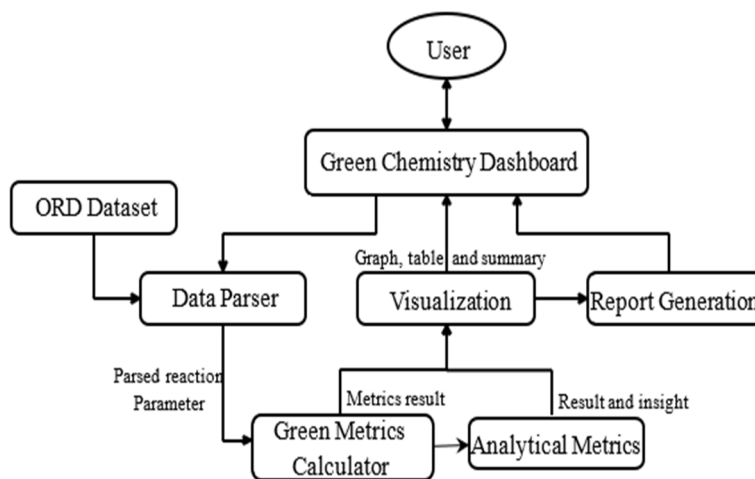 User
Green Chemistry Dashboard
ORD Dataset
Graph, table and summary
Data Parser
Visualization
Report Generation
Parsed reaction
Parameter
Metrics result
Result and insight
Green Metrics
Calculator
Analytical Metrics